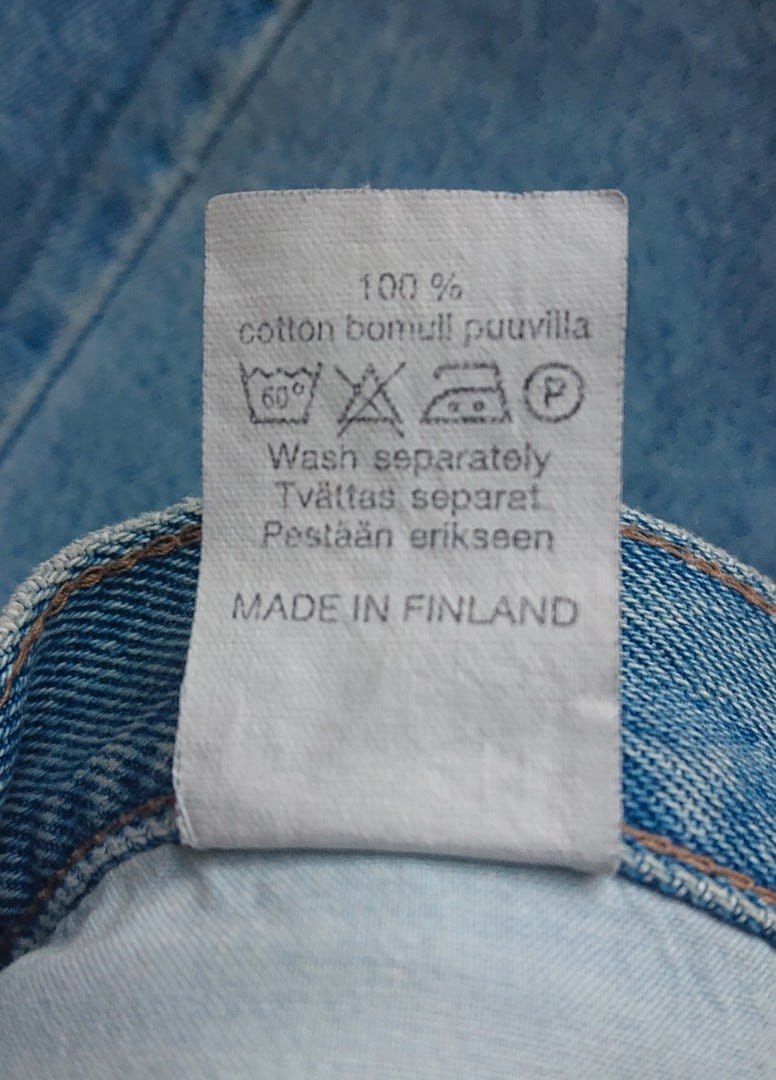 100 %
cotton bomull puuvilla
60° P
Wash separately
Tvättas separat
Pestään erikseen
MADE IN FINLAND